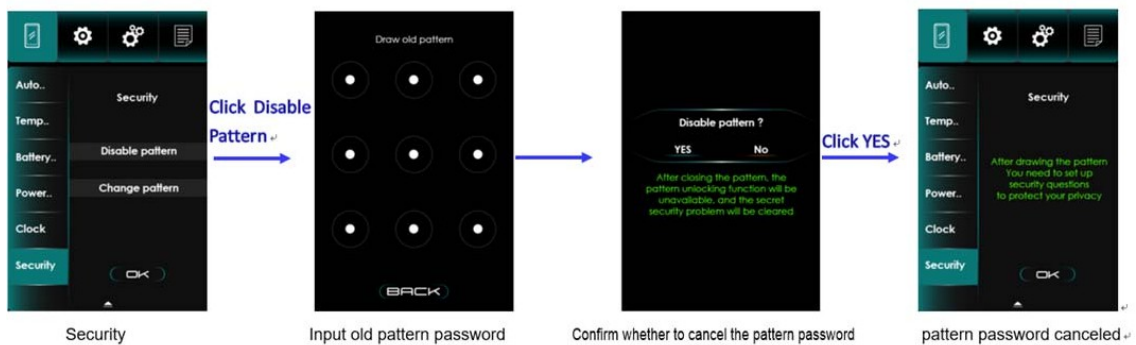 Auto..
Temp..
Battery..
Power..
Clock
Security
Security
Disable pattern
Change pattern
OK
Security
Click Disable
Pattern
Draw old pattern
BACK
Input old pattern password
Disable pattern ?
YES No
After closing the pattern, the
pattern unlocking function will be
unavailable, and the secret
security problem will be cleared
Confirm whether to cancel the pattern password
Click YES
Auto..
Temp..
Battery..
Power..
Clock
Security
Security
After drawing the pattern
You need to set up
security questions
to protect your privacy
OK
pattern password canceled